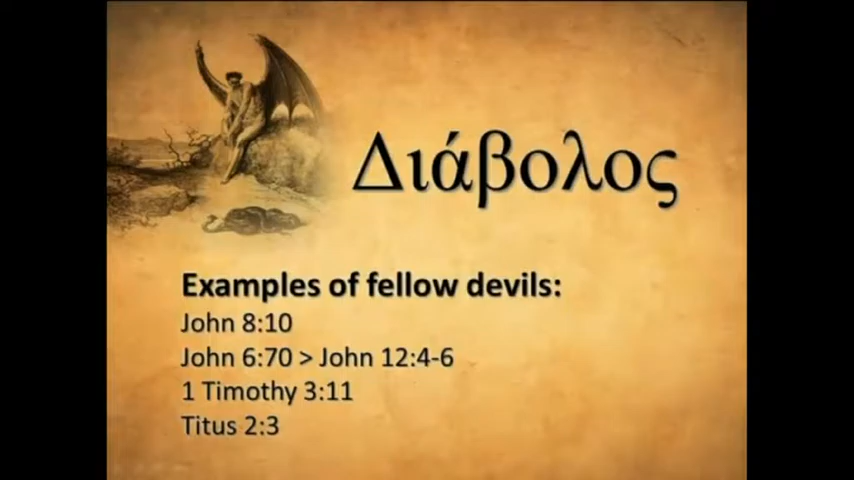 Διάβολος
Examples of fellow devils:
John 8:10
John 6:70 > John 12:4-6
1 Timothy 3:11
Titus 2:3